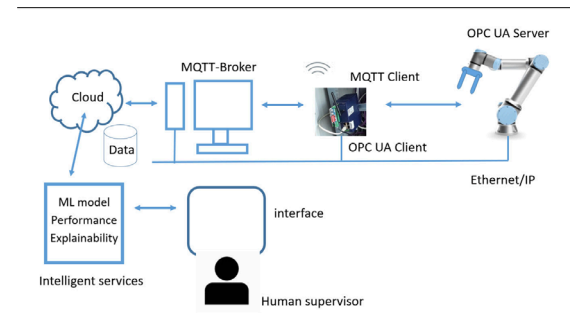 OPC UA Server
MQTT-Broker
MQTT Client
Cloud
Data
OPC UA Client
Ethernet/IP
ML model
Performance
Explainability
interface
Intelligent services
Human supervisor